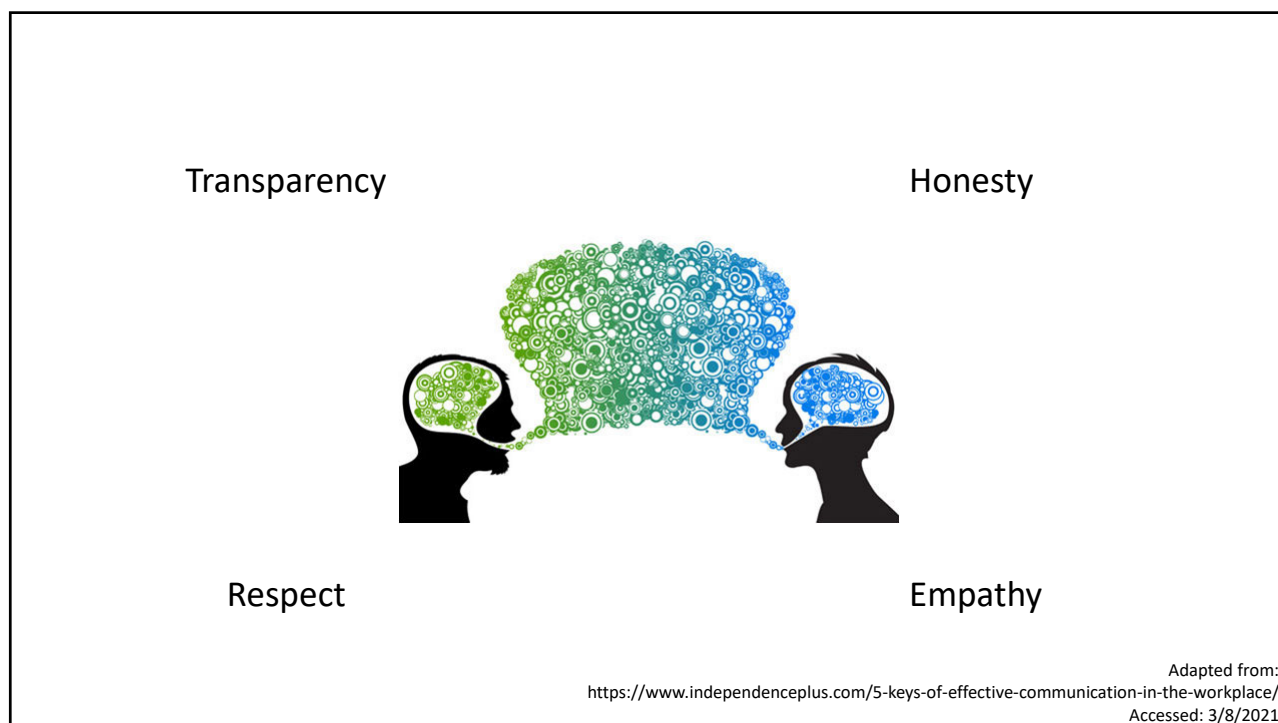 Transparency
Honesty
Respect
Empathy
Adapted from:
https://www.independenceplus.com/5-keys-of-effective-communication-in-the-workplace/
Accessed: 3/8/2021